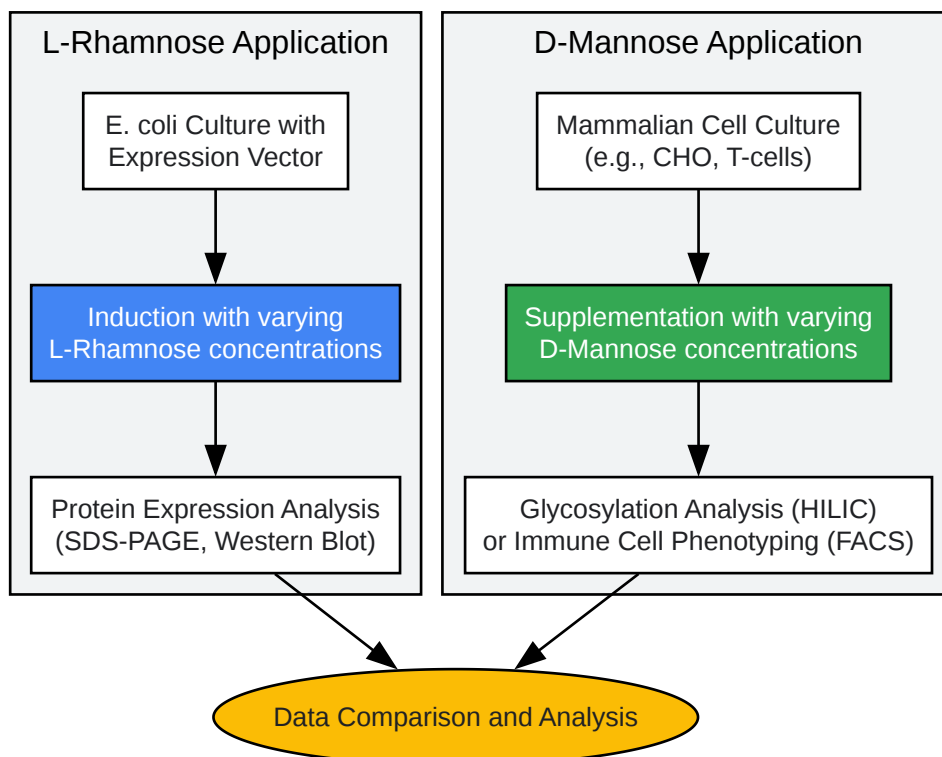 L-Rhamnose Application
E. coli Culture with
Expression Vector
Induction with varying
L-Rhamnose concentrations
Protein Expression Analysis
(SDS-PAGE, Western Blot)
D-Mannose Application
Mammalian Cell Culture
(e.g., CHO, T-cells)
Supplementation with varying
D-Mannose concentrations
Glycosylation Analysis (HILIC)
or Immune Cell Phenotyping (FACS)
Data Comparison and Analysis